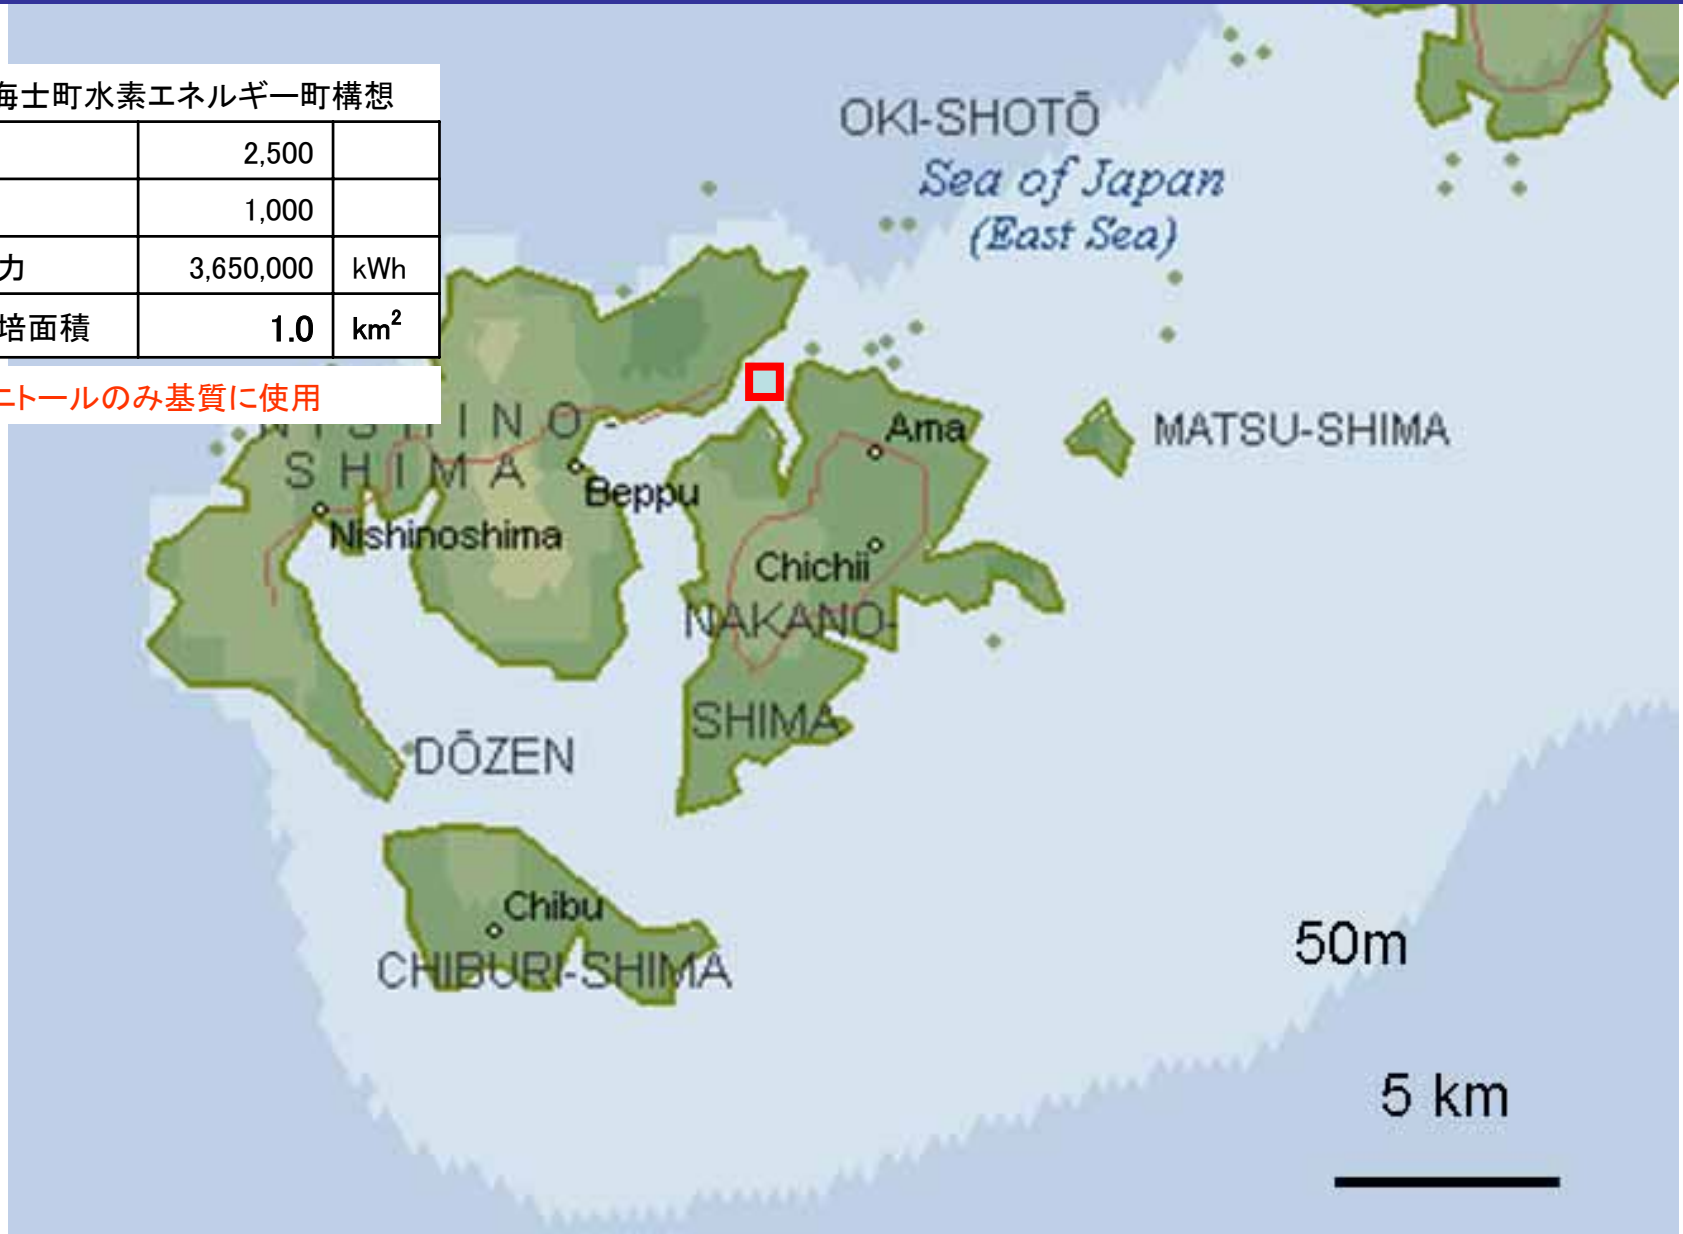 海士町水素エネルギー町構想
2,500
1,000
力 3,650,000 kWh
培面積 1.0 km²
ニトールのみ基質に使用
OKI-SHOTŌ
Sea of Japan
(East Sea)
NISHINO-
SHIMA
Ama
MATSU-SHIMA
Beppu
Nishinoshima
Chichii
NAKANO-
SHIMA
DŌZEN
Chibu
CHIBURI-SHIMA
50m
5 km